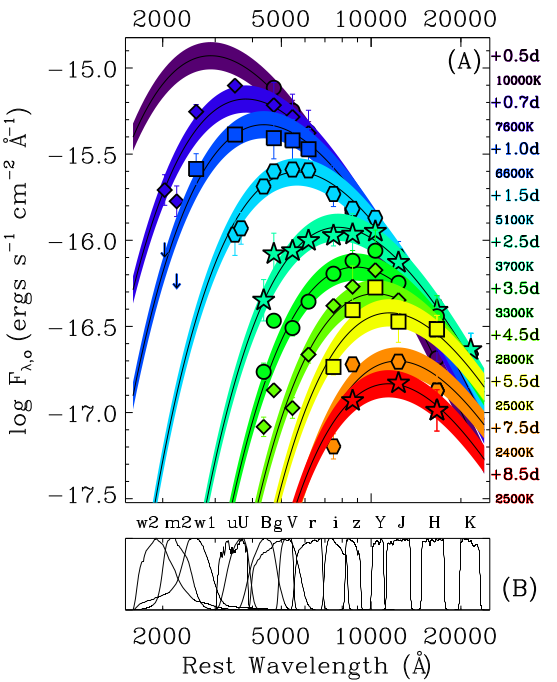 2000 5000 10000 20000
(A)
log Fλ,o (ergs s⁻¹ cm⁻² Å⁻¹)
−15.0
−15.5
−16.0
−16.5
−17.0
−17.5
+0.5d
10000K
+0.7d
7600K
+1.0d
6600K
+1.5d
5100K
+2.5d
3700K
+3.5d
3300K
+4.5d
2800K
+5.5d
2500K
+7.5d
2400K
+8.5d
2500K
w2 m2 w1 uU Bg V r i z Y J H K
(B)
2000 5000 10000 20000
Rest Wavelength (Å)